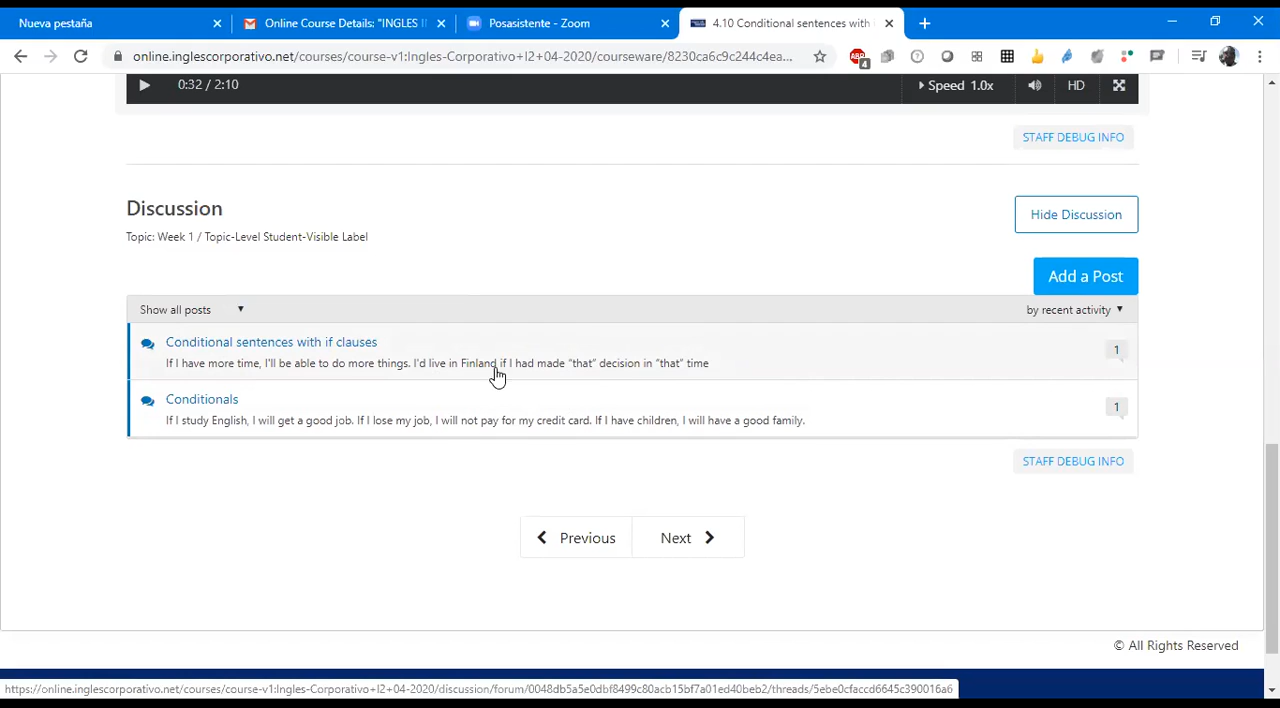 Nueva pestaña
Online Course Details: "INGLES I
Posasistente - Zoom
4.10 Conditional sentences with
online.inglescorporativo.net/courses/course-v1:Ingles-Corporativo+I2+04-2020/courseware/8230ca6c9c244c4ea...
4
0:32 / 2:10
Speed 1.0x
HD
STAFF DEBUG INFO
Discussion
Hide Discussion
Topic: Week 1 / Topic-Level Student-Visible Label
Add a Post
Show all posts
by recent activity
Conditional sentences with if clauses
1
If I have more time, I'll be able to do more things. I'd live in Finland if I had made "that" decision in "that" time
Conditionals
1
If I study English, I will get a good job. If I lose my job, I will not pay for my credit card. If I have children, I will have a good family.
STAFF DEBUG INFO
Previous
Next
© All Rights Reserved
https://online.inglescorporativo.net/courses/course-v1:Ingles-Corporativo+I2+04-2020/discussion/forum/0048db5a5e0dbf8499c80acb15bf7a01ed40beb2/threads/5ebe0cfaccd6645c390016a6